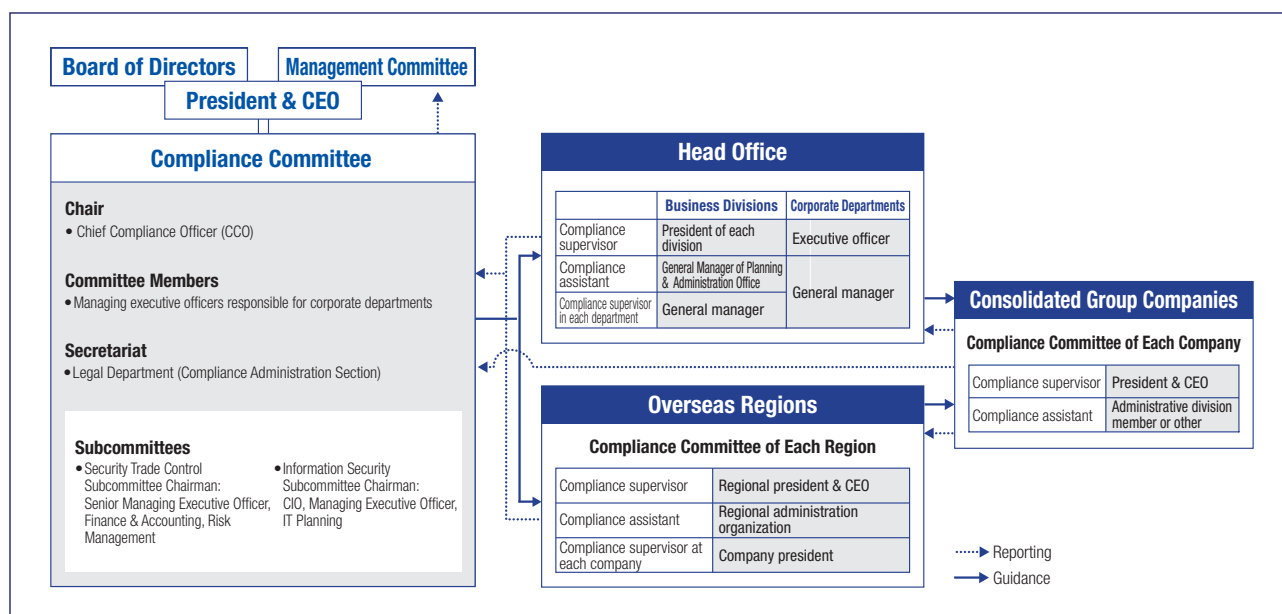 Board of Directors
Management Committee
President & CEO
Compliance Committee
Chair
• Chief Compliance Officer (CCO)
Committee Members
• Managing executive officers responsible for corporate departments
Secretariat
• Legal Department (Compliance Administration Section)
Subcommittees
• Security Trade Control
Subcommittee Chairman:
Senior Managing Executive Officer,
Finance & Accounting, Risk
Management
• Information Security
Subcommittee Chairman:
CIO, Managing Executive Officer,
IT Planning
Head Office
Business Divisions
Corporate Departments
Compliance
supervisor
President of each
division
Executive officer
Compliance
assistant
General Manager of Planning
& Administration Office
General manager
Compliance supervisor
in each department
General manager
Overseas Regions
Compliance Committee of Each Region
Compliance supervisor
Regional president & CEO
Compliance assistant
Regional administration
organization
Compliance supervisor at
each company
Company president
Consolidated Group Companies
Compliance Committee of Each Company
Compliance supervisor
President & CEO
Compliance assistant
Administrative division
member or other
Reporting
Guidance